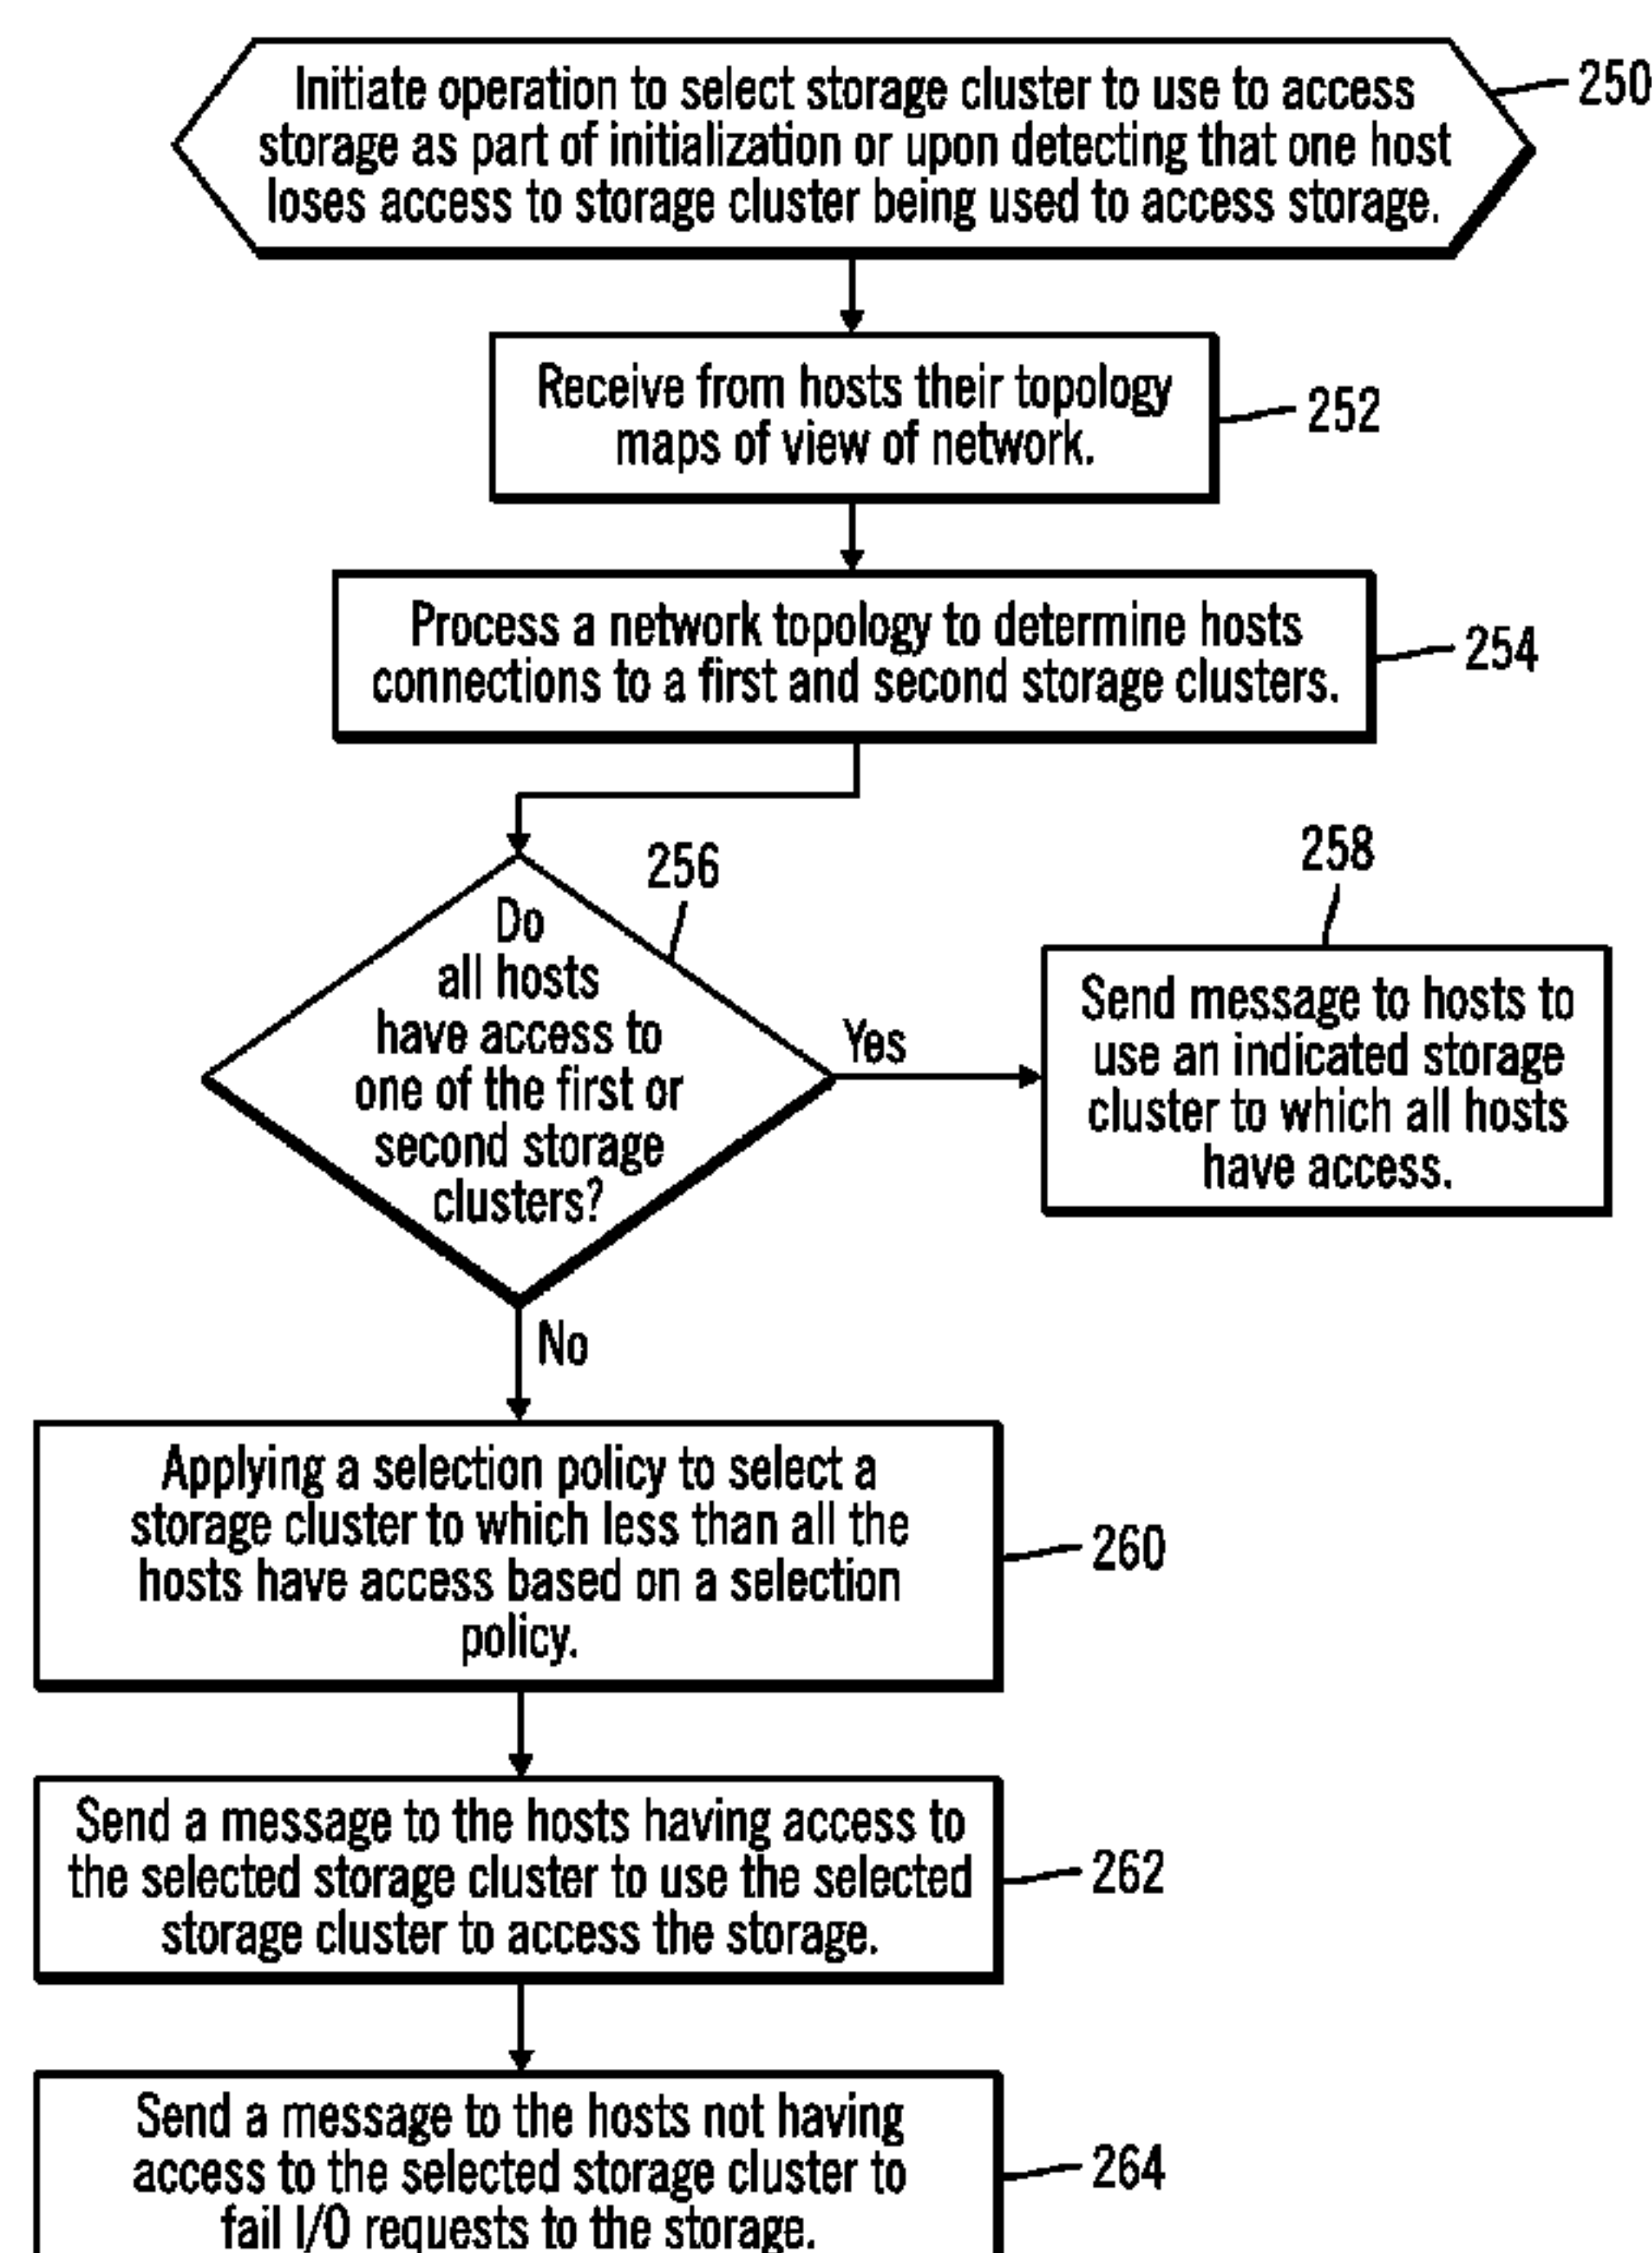 Initiate operation to select storage cluster to use to access
storage as part of initialization or upon detecting that one host
loses access to storage cluster being used to access storage.
250
Receive from hosts their topology
maps of view of network.
252
Process a network topology to determine hosts
connections to a first and second storage clusters.
254
256
Do
all hosts
have access to
one of the first or
second storage
clusters?
Yes
258
Send message to hosts to
use an indicated storage
cluster to which all hosts
have access.
No
Applying a selection policy to select a
storage cluster to which less than all the
hosts have access based on a selection
policy.
260
Send a message to the hosts having access to
the selected storage cluster to use the selected
storage cluster to access the storage.
262
Send a message to the hosts not having
access to the selected storage cluster to
fail I/O requests to the storage.
264